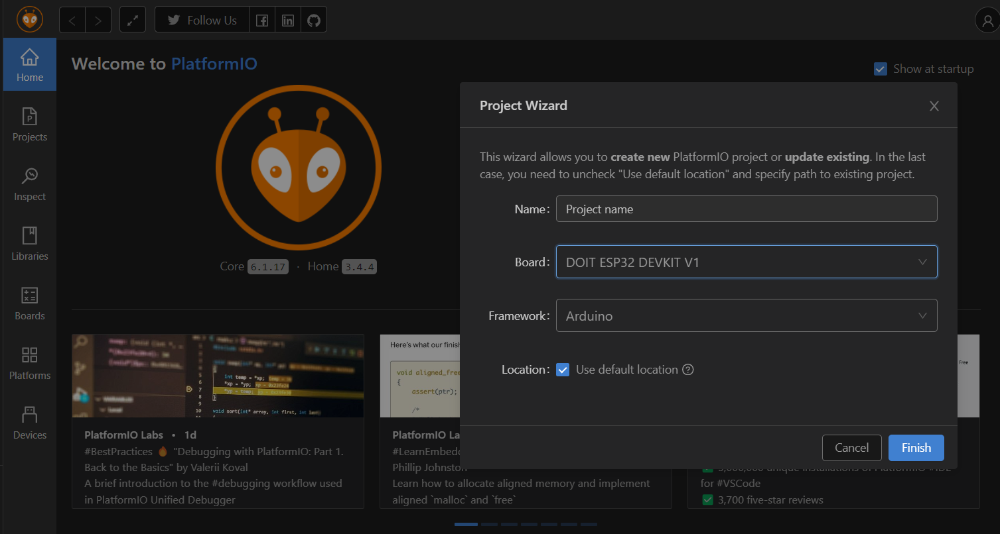 Follow Us
Home
Projects
Inspect
Libraries
Boards
Platforms
Devices
Welcome to PlatformIO
Show at startup
Core 6.1.17 · Home 3.4.4
Project Wizard
This wizard allows you to create new PlatformIO project or update existing. In the last
case, you need to uncheck "Use default location" and specify path to existing project.
Name: Project name
Board: DOIT ESP32 DEVKIT V1
Framework: Arduino
Location: Use default location
Cancel
Finish
int temp = *xp;
*xp = *yp;
*yp = temp;
void sort(int* array, int first, int last)
PlatformIO Labs • 1d
#BestPractices 🔥 "Debugging with PlatformIO: Part 1.
Back to the Basics" by Valerii Koval
A brief introduction to the #debugging workflow used
in PlatformIO Unified Debugger
Here's what our finish
void aligned_free
{
assert(ptr);
/*
PlatformIO La
#LearnEmbedd
Phillip Johnston
Learn how to allocate aligned memory and implement
aligned `malloc` and `free`
Free
unique installations of PlatformIO #IDE
for #VSCode
✅ 3,700 five-star reviews